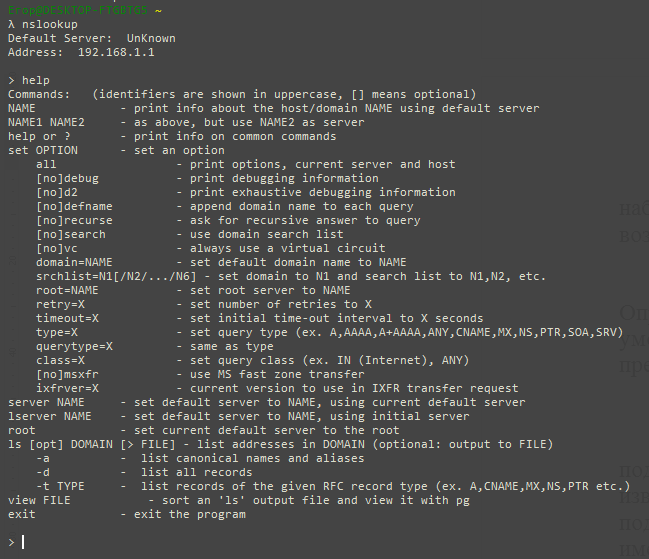 Erop@DESKTOP-FTGFTG5 ~
λ nslookup
Default Server:  UnKnown
Address:  192.168.1.1

> help
Commands:   (identifiers are shown in uppercase, [] means optional)
NAME            - print info about the host/domain NAME using default server
NAME1 NAME2     - as above, but use NAME2 as server
help or ?       - print info on common commands
set OPTION      - set an option
    all                 - print options, current server and host
    [no]debug           - print debugging information
    [no]d2              - print exhaustive debugging information
    [no]defname         - append domain name to each query
    [no]recurse         - ask for recursive answer to query
    [no]search          - use domain search list
    [no]vc              - always use a virtual circuit
    domain=NAME         - set default domain name to NAME
    srchlist=N1[/N2/.../N6] - set domain to N1 and search list to N1,N2, etc.
    root=NAME           - set root server to NAME
    retry=X             - set number of retries to X
    timeout=X           - set initial time-out interval to X seconds
    type=X              - set query type (ex. A,AAAA,A+AAAA,ANY,CNAME,MX,NS,PTR,SOA,SRV)
    querytype=X         - same as type
    class=X             - set query class (ex. IN (Internet), ANY)
    [no]msxfr           - use MS fast zone transfer
    ixfrver=X           - current version to use in IXFR transfer request
server NAME     - set default server to NAME, using current default server
lserver NAME    - set default server to NAME, using initial server
root            - set current default server to the root
ls [opt] DOMAIN [> FILE] - list addresses in DOMAIN (optional: output to FILE)
    -a          -  list canonical names and aliases
    -d          -  list all records
    -t TYPE     -  list records of the given RFC record type (ex. A,CNAME,MX,NS,PTR etc.)
view FILE           - sort an 'ls' output file and view it with pg
exit            - exit the program

>